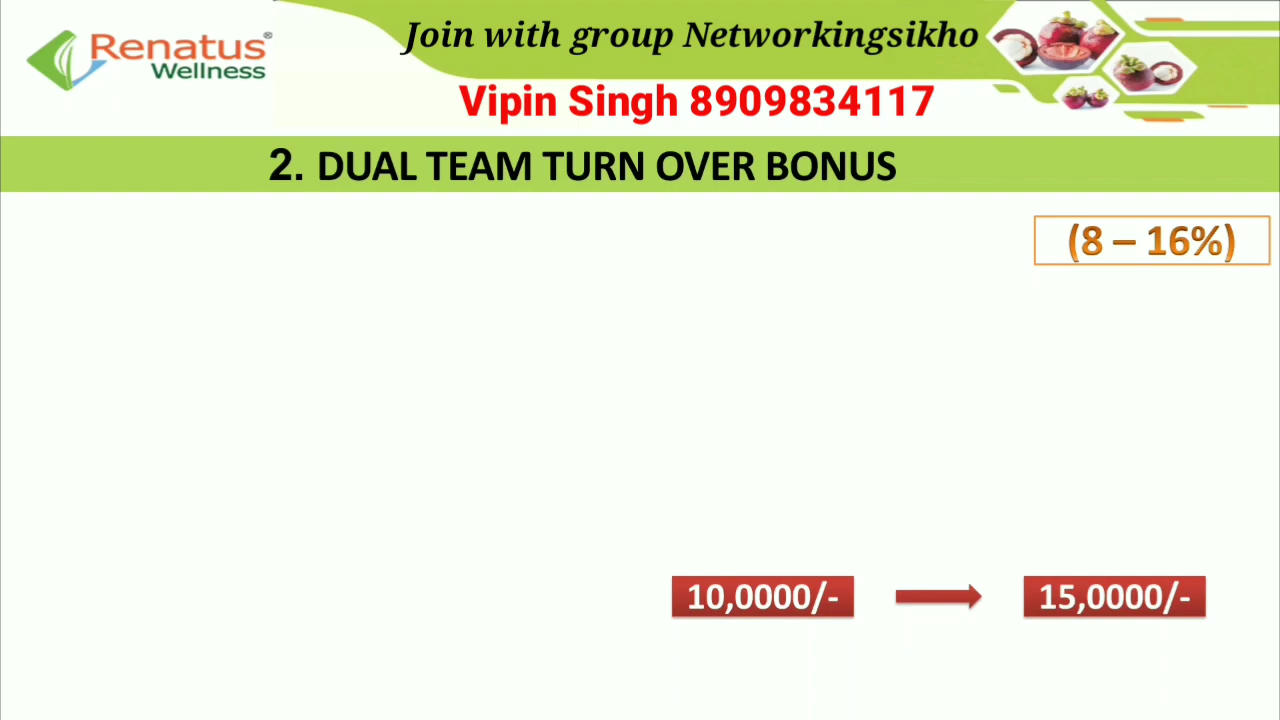 Renatus®
Wellness
Join with group Networkingsikho
Vipin Singh 8909834117
2. DUAL TEAM TURN OVER BONUS
(8 – 16%)
10,0000/-
15,0000/-